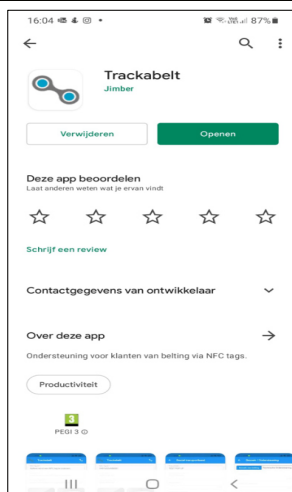 16:04
87%
Trackabelt
Jimber
Verwijderen
Openen
Deze app beoordelen
Laat anderen weten wat je ervan vindt
Schrijf een review
Contactgegevens van ontwikkelaar
Over deze app
Ondersteuning voor klanten van belting via NFC tags.
Productiviteit
3
PEGI 3